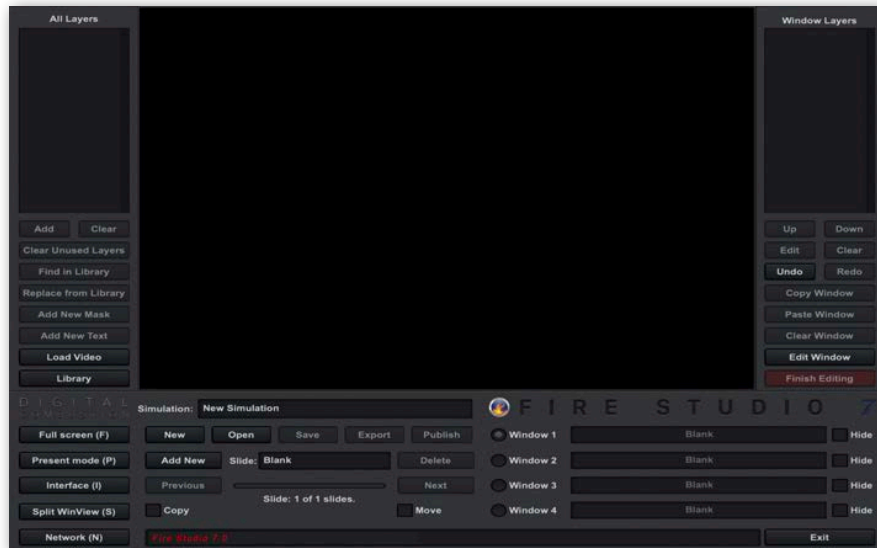 All Layers
Window Layers
Add
Clear
Clear Unused Layers
Find in Library
Replace from Library
Add New Mask
Add New Text
Load Video
Library
Up
Down
Edit
Clear
Undo
Redo
Copy Window
Paste Window
Clear Window
Edit Window
Finish Editing
DIGITAL
Simulation: New Simulation
FIRE STUDIO 7
Full screen (F)
New
Open
Save
Export
Publish
Window 1
Blank
Hide
Present mode (P)
Add New
Slide: Blank
Delete
Window 2
Blank
Hide
Interface (I)
Previous
Next
Slide: 1 of 1 slides.
Window 3
Blank
Hide
Split WinView (S)
Copy
Move
Window 4
Blank
Hide
Network (N)
Fire Studio 7.0
Exit